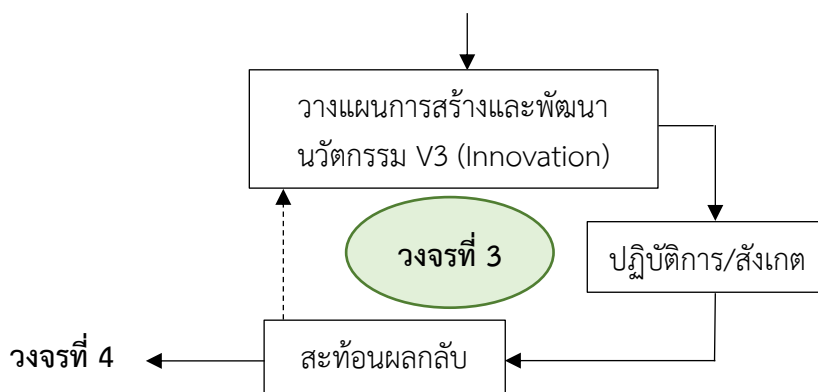 วางแผนการสร้างและพัฒนา
นวัตกรรม V3 (Innovation)
วงจรที่ 3
ปฏิบัติการ/สังเกต
วงจรที่ 4
สะท้อนผลกลับ